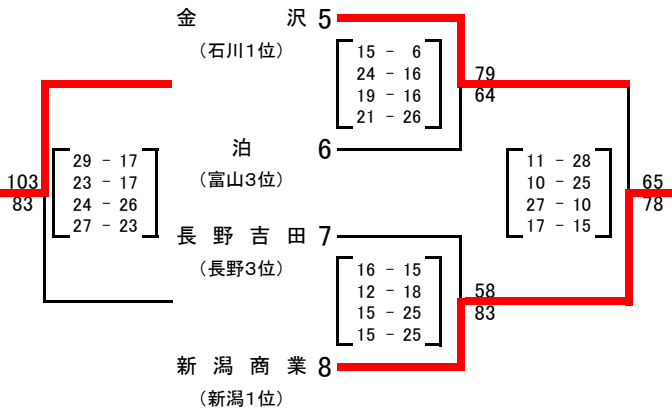 金 沢 5
(石川1位)
15 - 6
24 - 16
19 - 16
21 - 26
79
64
泊 6
(富山3位)
29 - 17
23 - 17
24 - 26
27 - 23
103
83
11 - 28
10 - 25
27 - 10
17 - 15
65
78
長 野 吉 田 7
(長野3位)
16 - 15
12 - 18
15 - 25
15 - 25
58
83
新 潟 商 業 8
(新潟1位)